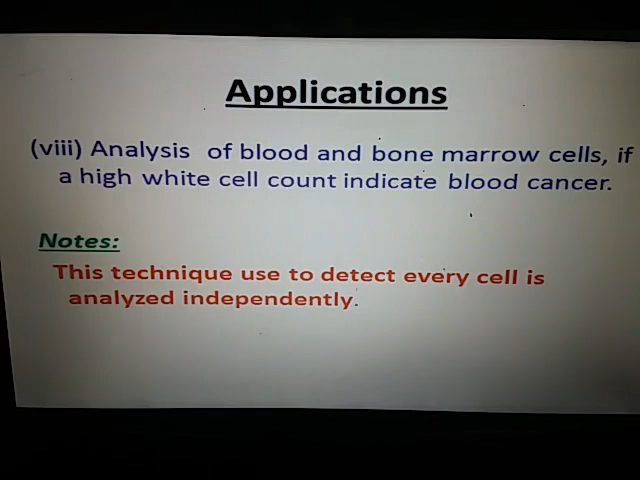 Applications
(viii) Analysis of blood and bone marrow cells, if
a high white cell count indicate blood cancer.
Notes:
This technique use to detect every cell is
analyzed independently.